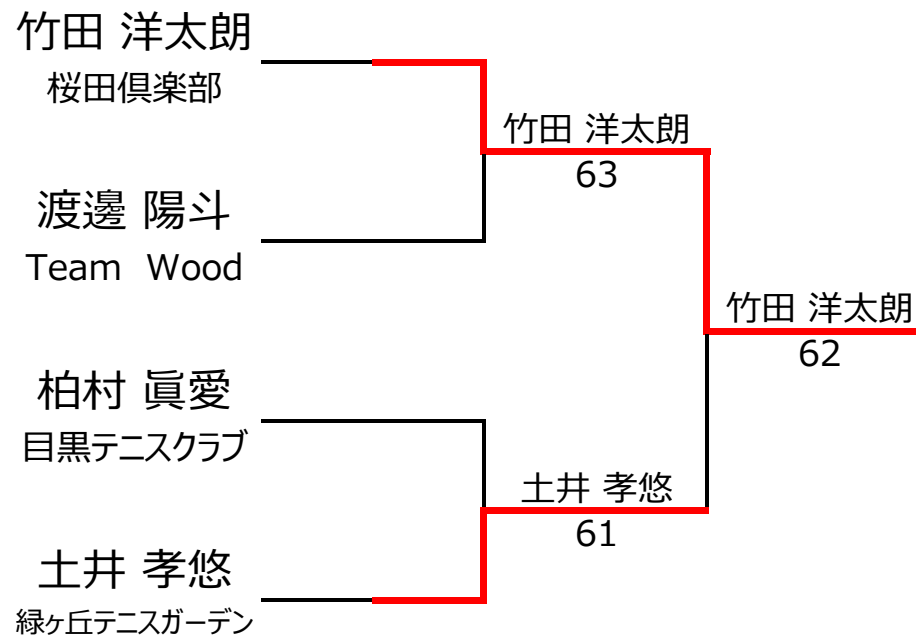 竹田 洋太朗
桜田倶楽部
竹田 洋太朗
63
渡邊 陽斗
Team Wood
竹田 洋太朗
62
柏村 眞愛
目黒テニスクラブ
土井 孝悠
61
土井 孝悠
緑ヶ丘テニスガーデン